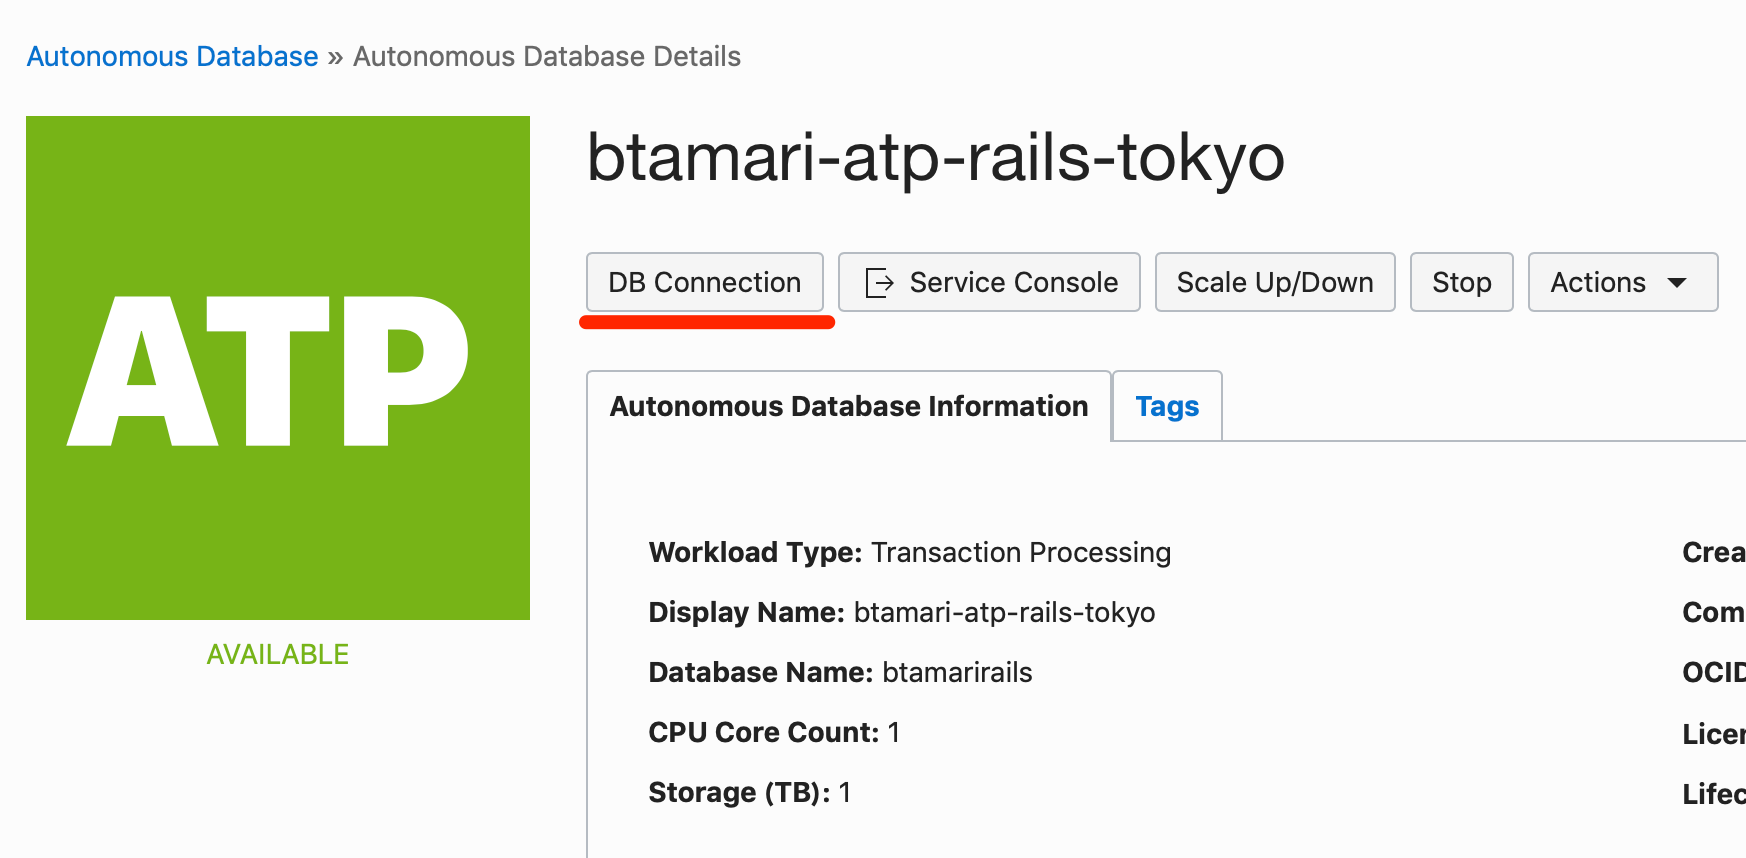 Autonomous Database » Autonomous Database Details
ATP
AVAILABLE
btamari-atp-rails-tokyo
DB Connection
Service Console
Scale Up/Down
Stop
Actions
Autonomous Database Information
Tags
Workload Type: Transaction Processing
Display Name: btamari-atp-rails-tokyo
Database Name: btamarirails
CPU Core Count: 1
Storage (TB): 1
Crea
Com
OCID
Licen
Lifec